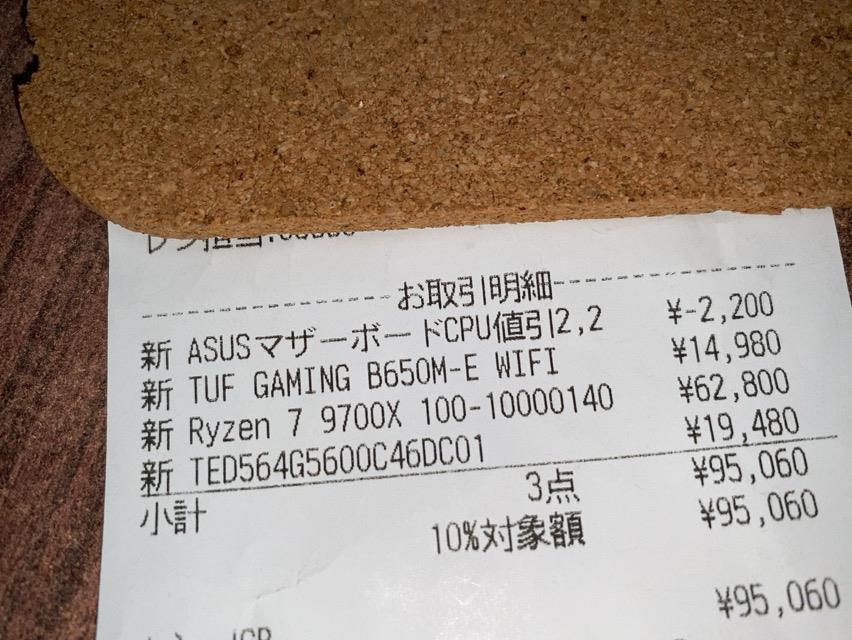 お取引明細
新 ASUSマザーボードCPU値引2,2 ¥-2,200
新 TUF GAMING B650M-E WIFI ¥14,980
新 Ryzen 7 9700X 100-10000140 ¥62,800
新 TED564G5600C46DC01 ¥19,480
小計 3点 ¥95,060
10%対象額 ¥95,060
¥95,060